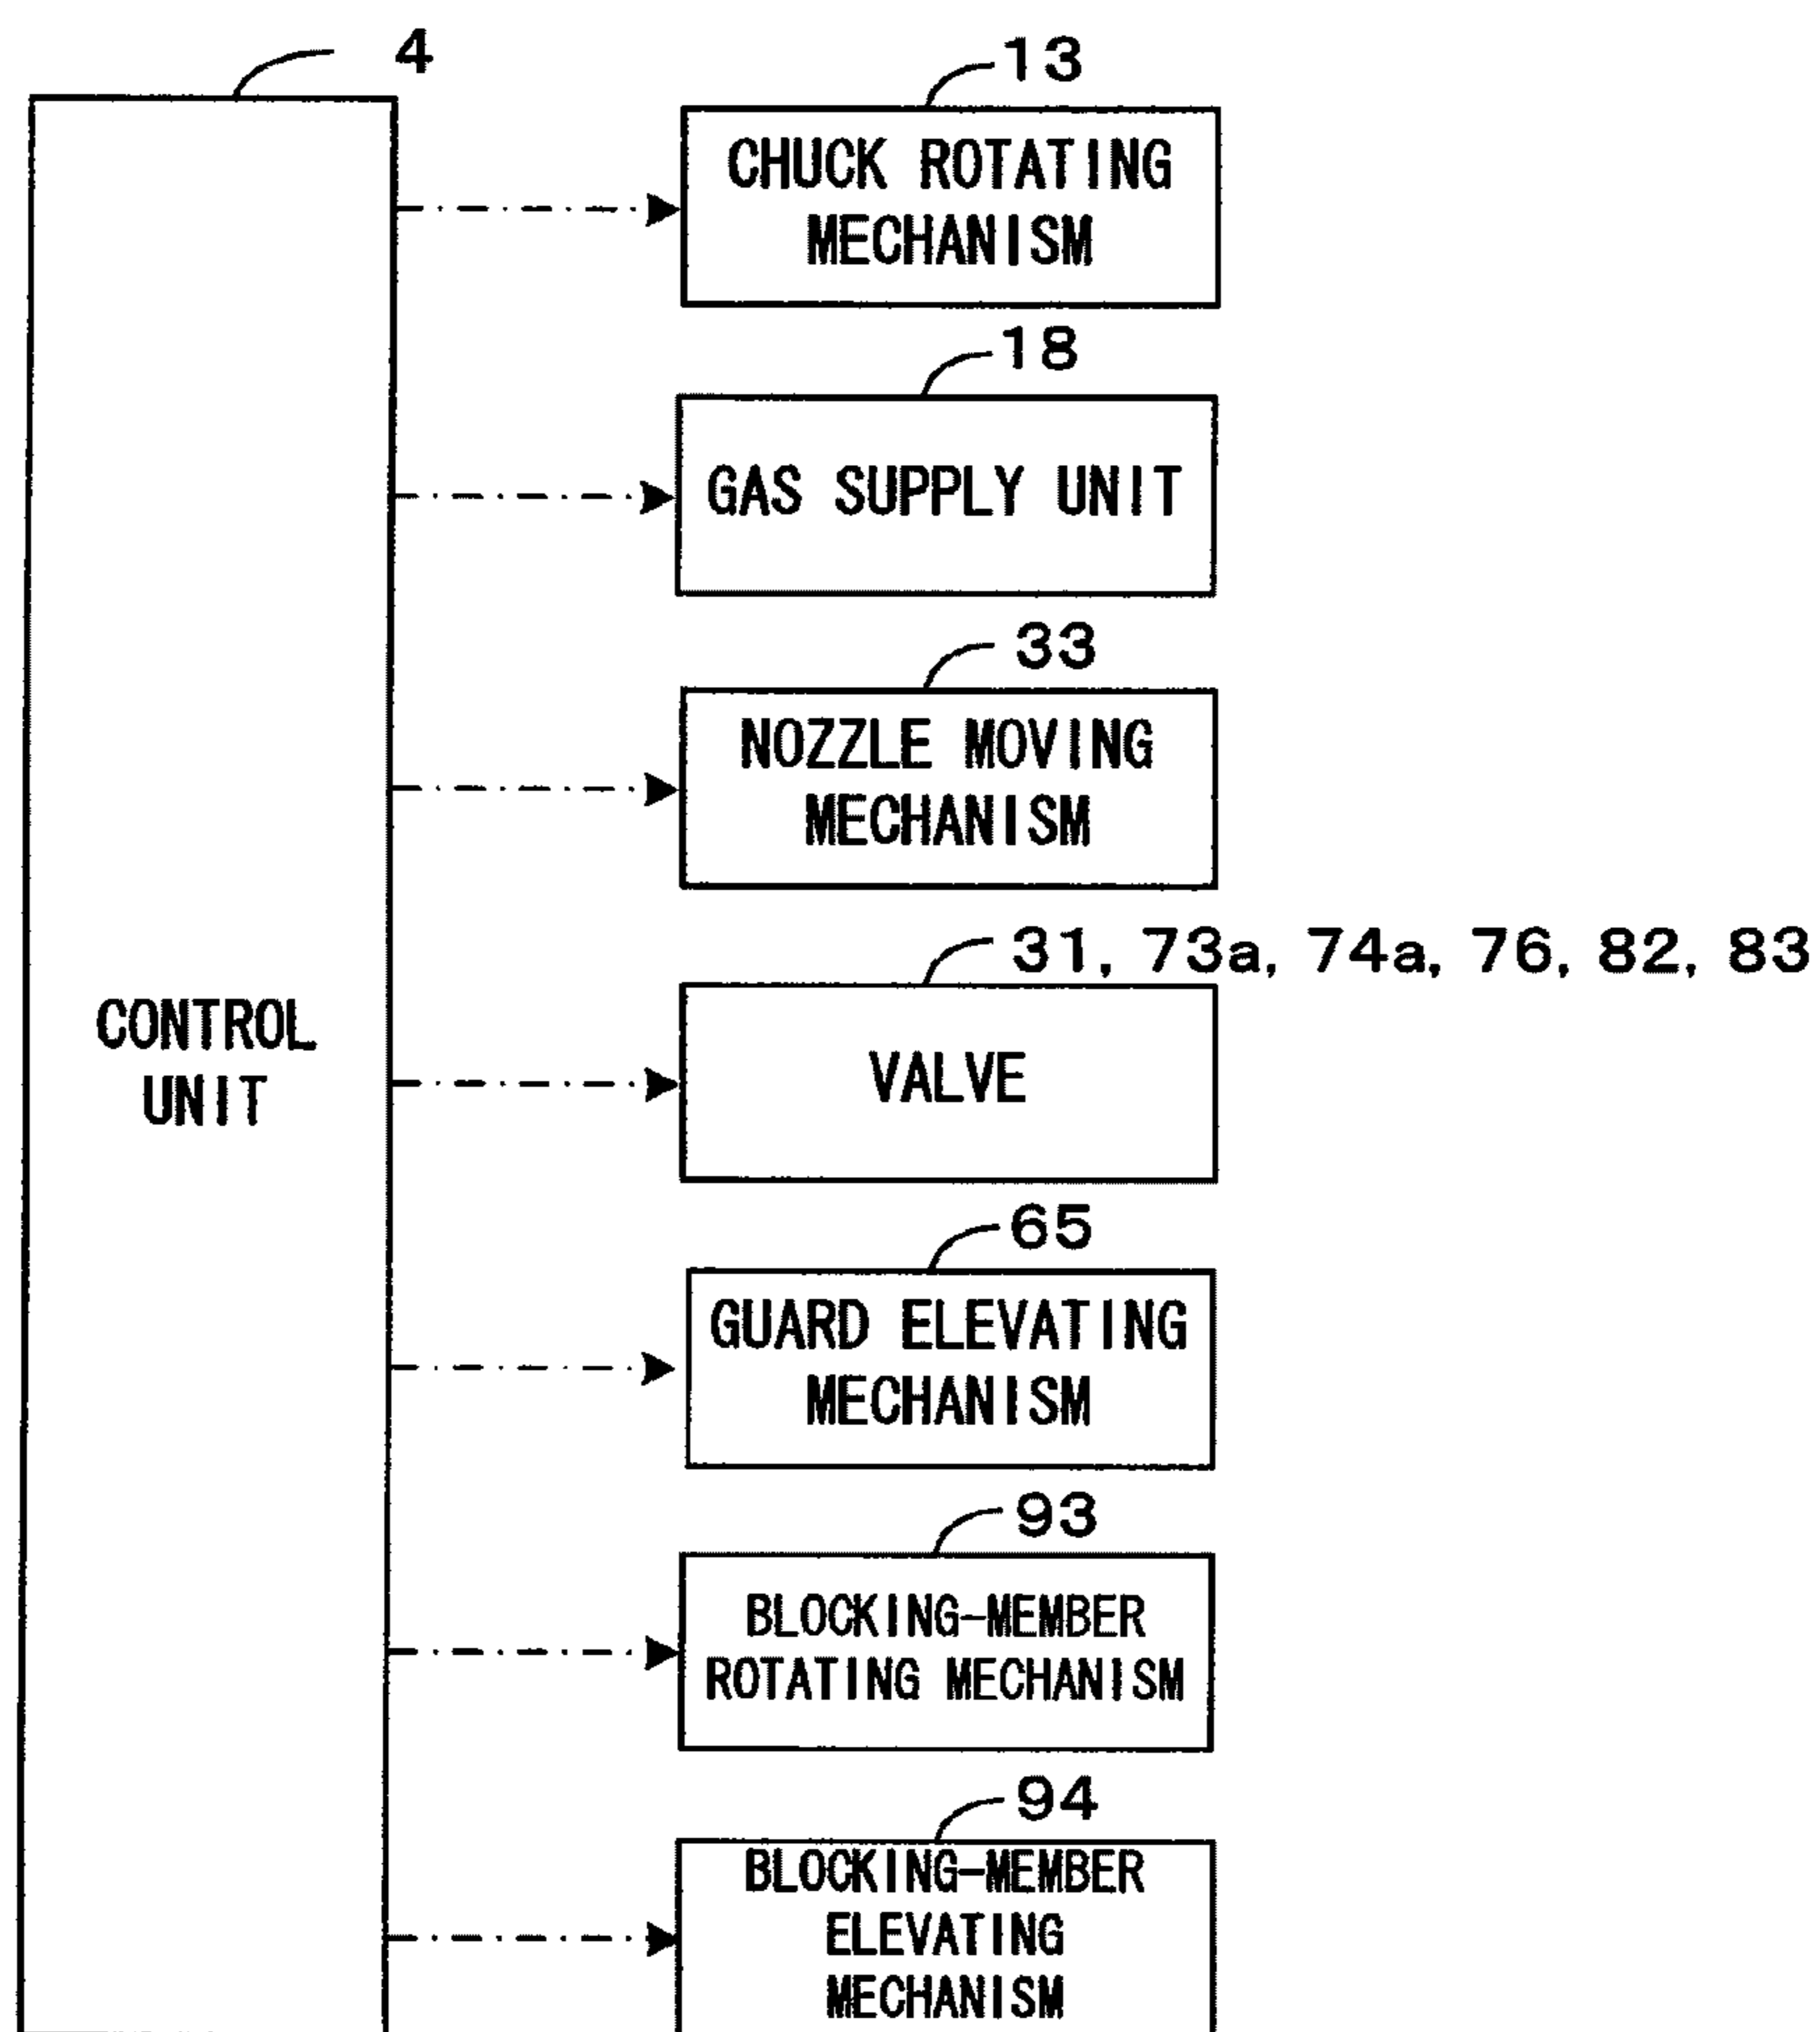 4
13
CHUCK ROTATING
MECHANISM
18
GAS SUPPLY UNIT
33
NOZZLE MOVING
MECHANISM
31, 73a, 74a, 76, 82, 83
CONTROL
UNIT
VALVE
65
GUARD ELEVATING
MECHANISM
93
BLOCKING-MEMBER
ROTATING MECHANISM
94
BLOCKING-MEMBER
ELEVATING
MECHANISM